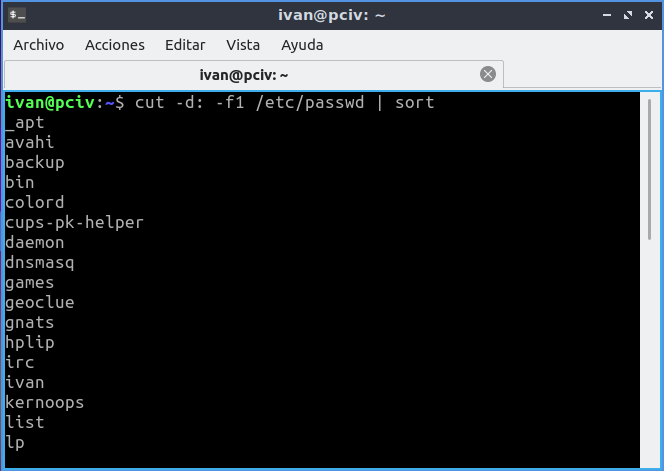 ivan@pciv: ~
Archivo Acciones Editar Vista Ayuda
ivan@pciv: ~
ivan@pciv:~$ cut -d: -f1 /etc/passwd | sort
_apt
avahi
backup
bin
colord
cups-pk-helper
daemon
dnsmasq
games
geoclue
gnats
hplip
irc
ivan
kernoops
list
lp